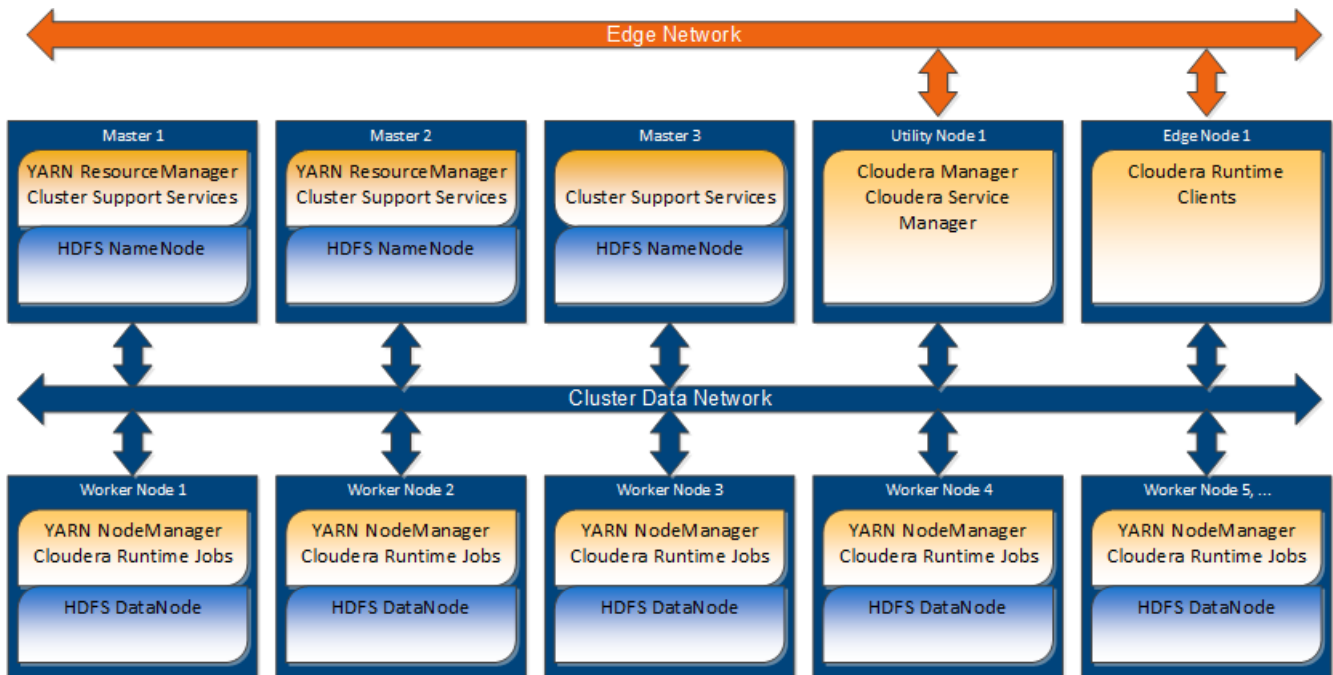 Edge Network
Master 1
YARN ResourceManager
Cluster Support Services
HDFS NameNode
Master 2
YARN ResourceManager
Cluster Support Services
HDFS NameNode
Master 3
Cluster Support Services
HDFS NameNode
Utility Node 1
Cloudera Manager
Cloudera Service
Manager
Edge Node 1
Cloudera Runtime
Clients
Cluster Data Network
Worker Node 1
YARN NodeManager
Cloudera Runtime Jobs
HDFS DataNode
Worker Node 2
YARN NodeManager
Cloudera Runtime Jobs
HDFS DataNode
Worker Node 3
YARN NodeManager
Cloudera Runtime Jobs
HDFS DataNode
Worker Node 4
YARN NodeManager
Cloudera Runtime Jobs
HDFS DataNode
Worker Node 5, ...
YARN NodeManager
Cloudera Runtime Jobs
HDFS DataNode